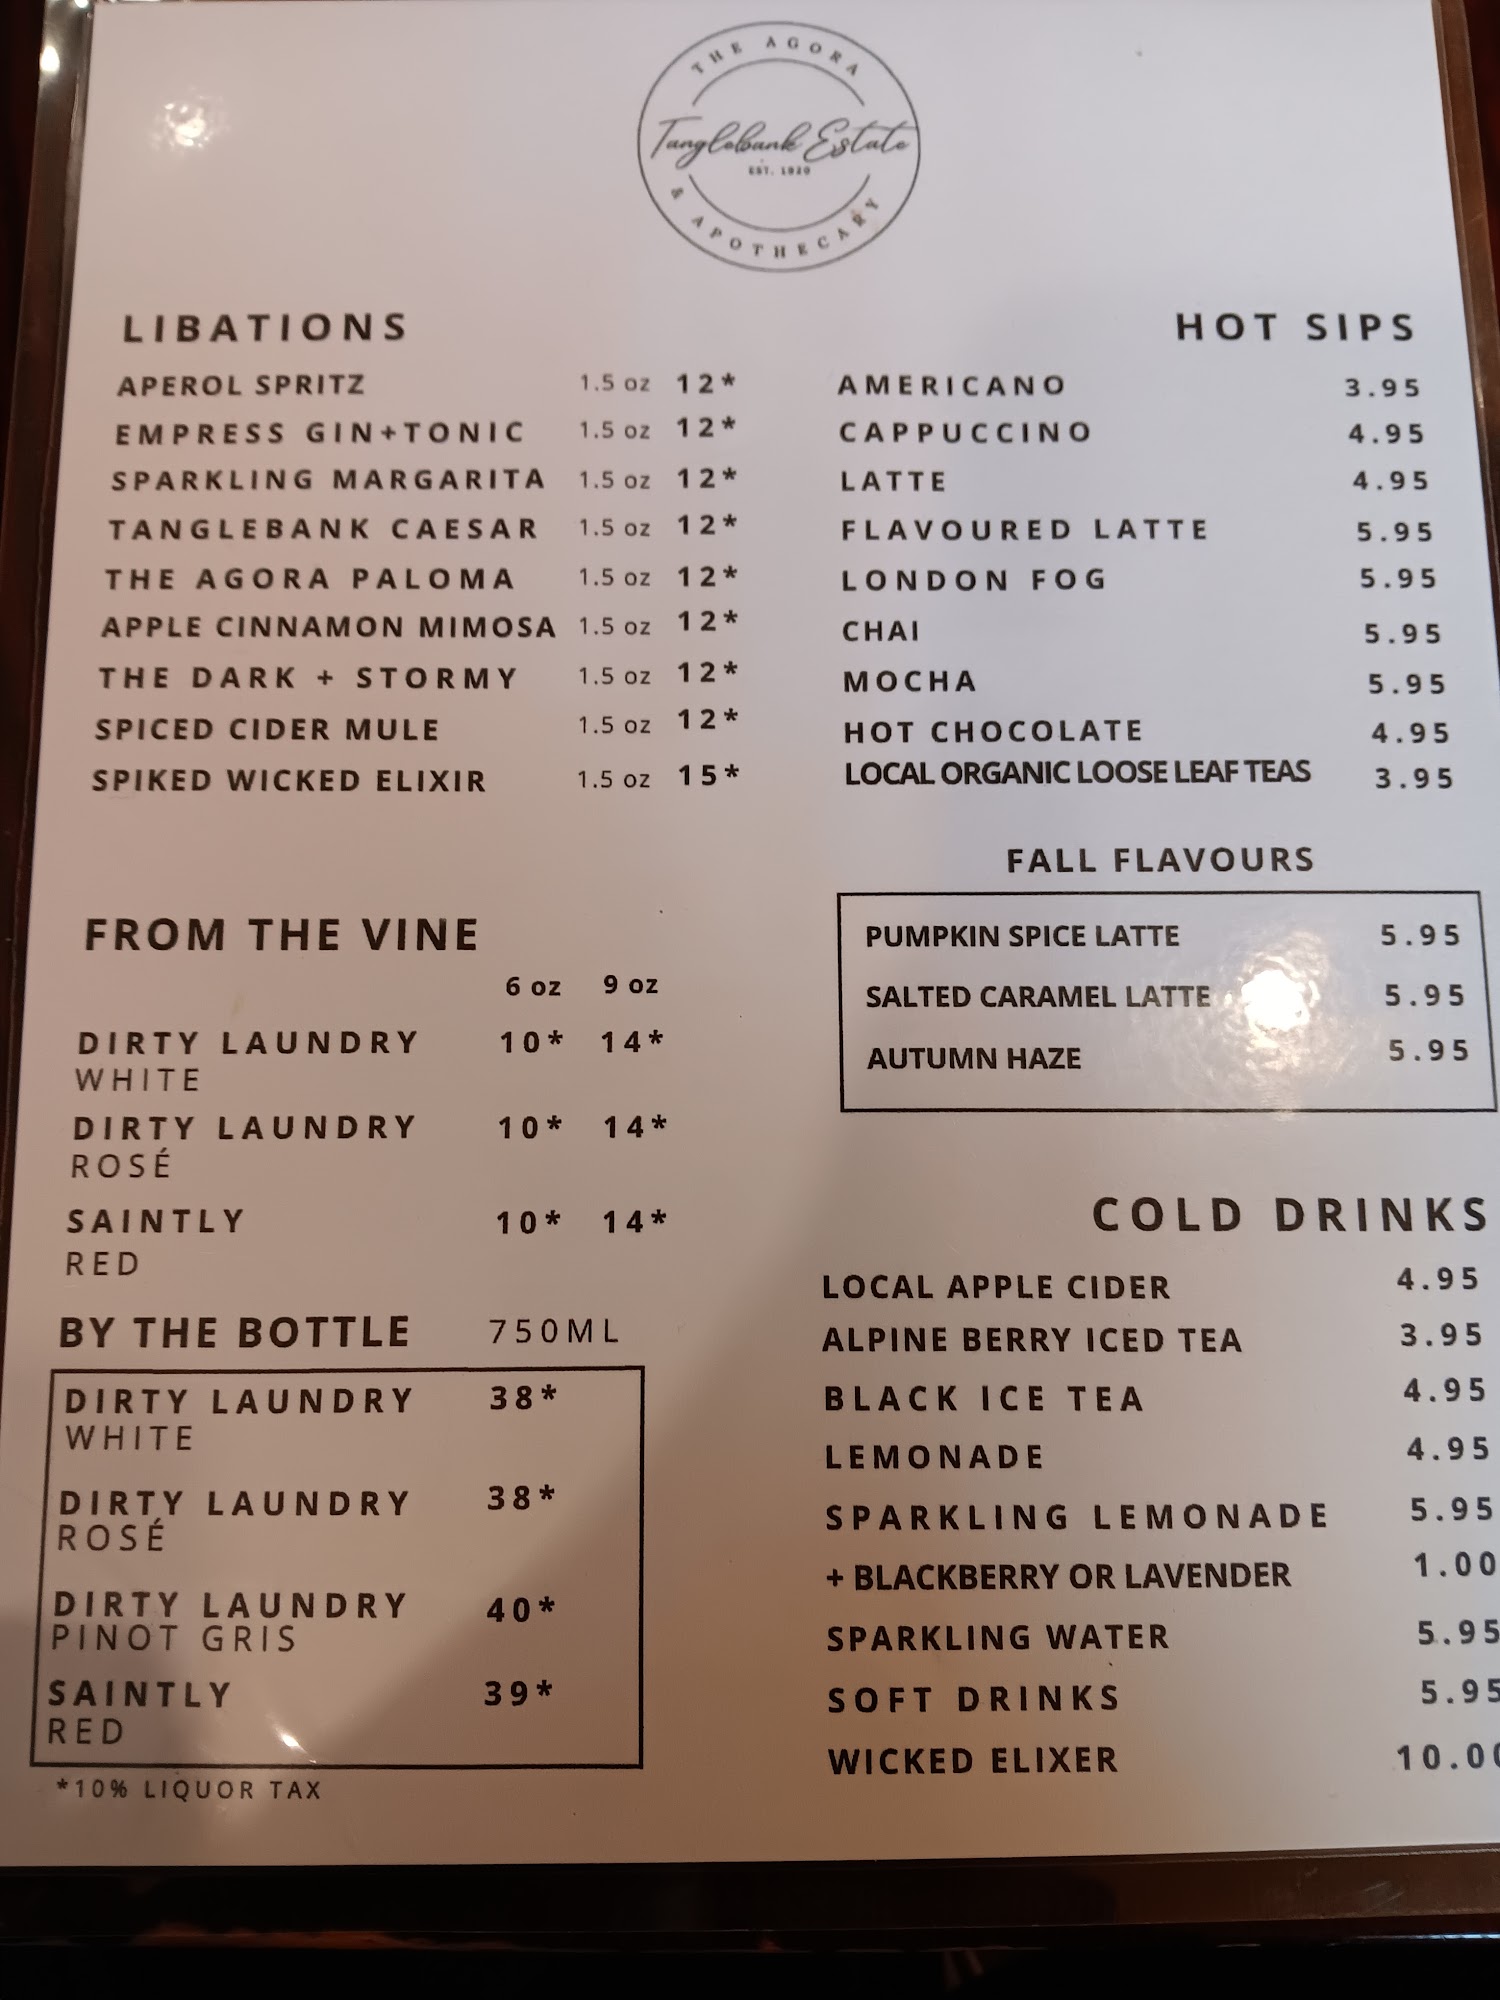 THE AGORA
Tanglebank Estate
EST. 1920
& APOTHECARY
LIBATIONS
APEROL SPRITZ 1.5 oz 12*
EMPRESS GIN+TONIC 1.5 oz 12*
SPARKLING MARGARITA 1.5 oz 12*
TANGLEBANK CAESAR 1.5 oz 12*
THE AGORA PALOMA 1.5 oz 12*
APPLE CINNAMON MIMOSA 1.5 oz 12*
THE DARK + STORMY 1.5 oz 12*
SPICED CIDER MULE 1.5 oz 12*
SPIKED WICKED ELIXIR 1.5 oz 15*
FROM THE VINE
6 oz 9 oz
DIRTY LAUNDRY 10* 14*
WHITE
DIRTY LAUNDRY 10* 14*
ROSÉ
SAINTLY 10* 14*
RED
BY THE BOTTLE 750ML
DIRTY LAUNDRY 38*
WHITE
DIRTY LAUNDRY 38*
ROSÉ
DIRTY LAUNDRY 40*
PINOT GRIS
SAINTLY 39*
RED
*10% LIQUOR TAX
HOT SIPS
AMERICANO 3.95
CAPPUCCINO 4.95
LATTE 4.95
FLAVOURED LATTE 5.95
LONDON FOG 5.95
CHAI 5.95
MOCHA 5.95
HOT CHOCOLATE 4.95
LOCAL ORGANIC LOOSE LEAF TEAS 3.95
FALL FLAVOURS
PUMPKIN SPICE LATTE 5.95
SALTED CARAMEL LATTE 5.95
AUTUMN HAZE 5.95
COLD DRINKS
LOCAL APPLE CIDER 4.95
ALPINE BERRY ICED TEA 3.95
BLACK ICE TEA 4.95
LEMONADE 4.95
SPARKLING LEMONADE 5.95
+ BLACKBERRY OR LAVENDER 1.00
SPARKLING WATER 5.95
SOFT DRINKS 5.95
WICKED ELIXER 10.00